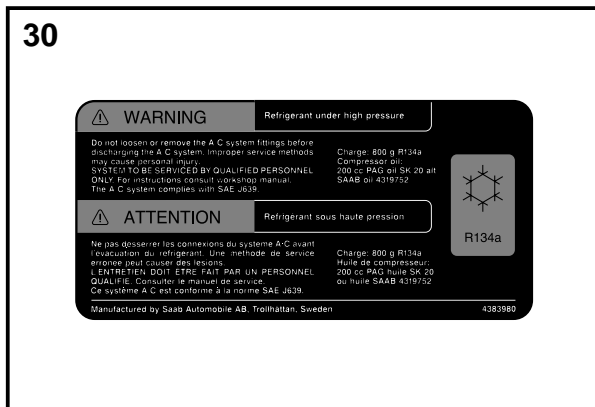 30
WARNING
Refrigerant under high pressure
Do not loosen or remove the A C system fittings before
discharging the A C system. Improper service methods
may cause personal injury.
SYSTEM TO BE SERVICED BY QUALIFIED PERSONNEL
ONLY. For instructions consult workshop manual.
The A C system complies with SAE J639.
Charge: 800 g R134a
Compressor oil:
200 cc PAG oil SK 20 alt
SAAB oil 4319752
R134a
ATTENTION
Refrigerant sous haute pression
Ne pas desserrer les connexions du systeme A·C avant
l'evacuation du refrigerant. Une methode de service
erronee peut causer des lesions.
L ENTRETIEN DOIT ETRE FAIT PAR UN PERSONNEL
QUALIFIE. Consulter le manuel de service.
Ce système A C est conforme à la norme SAE J639.
Charge: 800 g R134a
Huile de compresseur:
200 cc PAG huile SK 20
ou huile SAAB 4319752
Manufactured by Saab Automobile AB, Trollhättan, Sweden
4383980